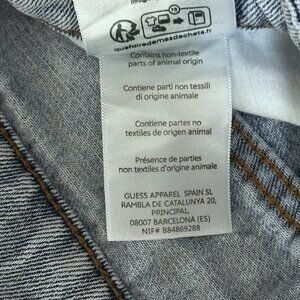 FR
quefairedemesdechets.fr
Contains non-textile
parts of animal origin
Contiene parti non tessili
di origine animale
Contiene partes no
textiles de origen animal
Présence de parties
non textiles d'origine animale
GUESS APPAREL SPAIN SL
RAMBLA DE CATALUNYA 20,
PRINCIPAL,
08007 BARCELONA (ES)
NIF# B84869288